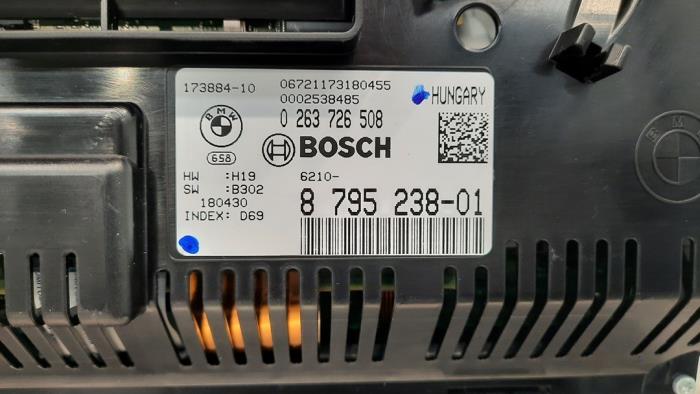 173884-10 06721173180455
0002538485
HUNGARY
BMW
0 263 726 508
658
BOSCH
HW :H19
SW :B302
180430
INDEX: D69
6210-
8 795 238-01